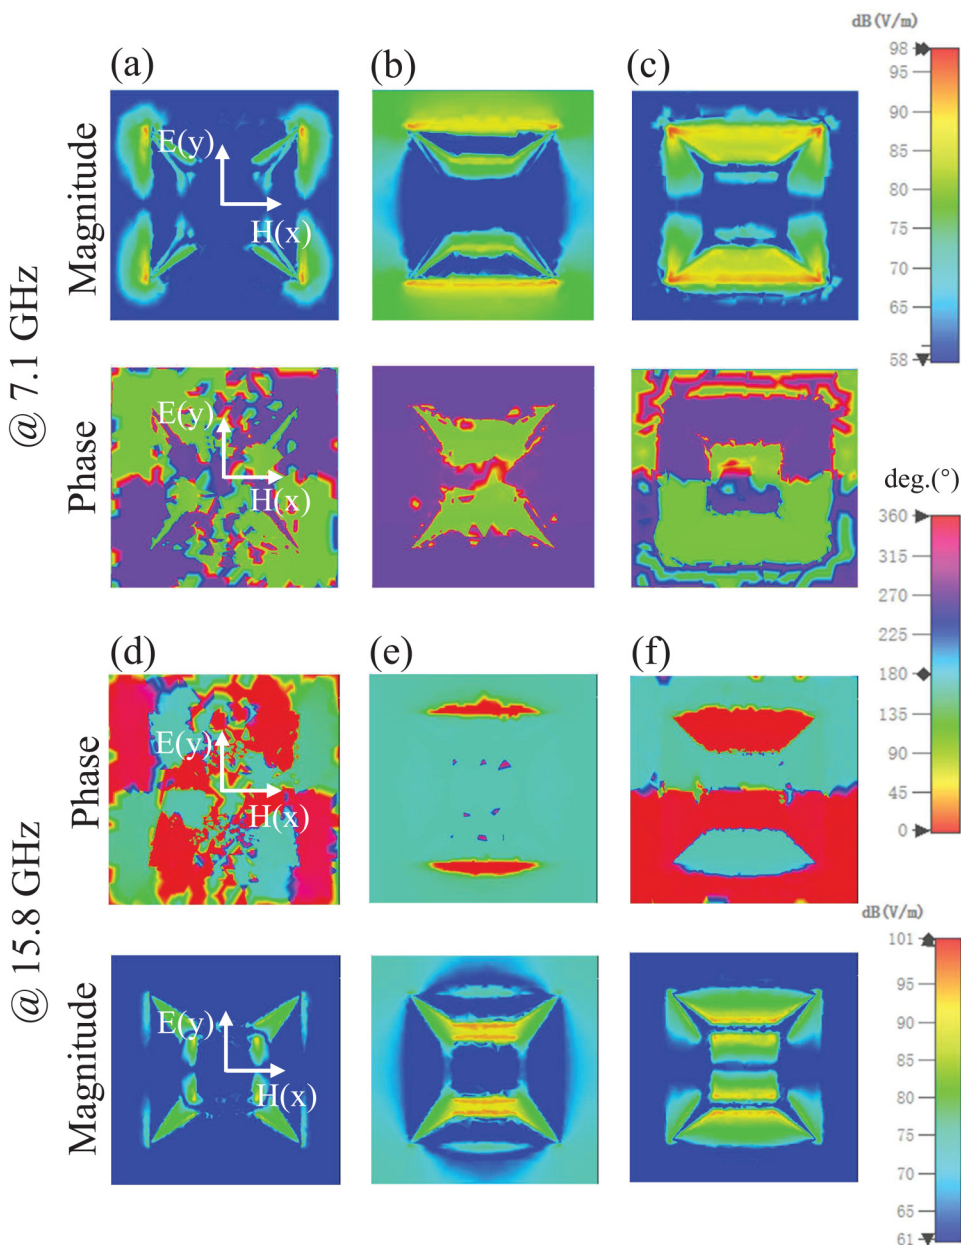 dB(V/m)
(a) (b) (c)
98
95
90
85
80
75
70
65
58
@ 7.1 GHz
Magnitude
E(y)
H(x)
Phase
E(y)
H(x)
deg.(°)
360
315
270
225
180
135
90
45
0
(d) (e) (f)
@ 15.8 GHz
Phase
E(y)
H(x)
dB(V/m)
101
95
90
85
80
75
70
65
61
Magnitude
E(y)
H(x)